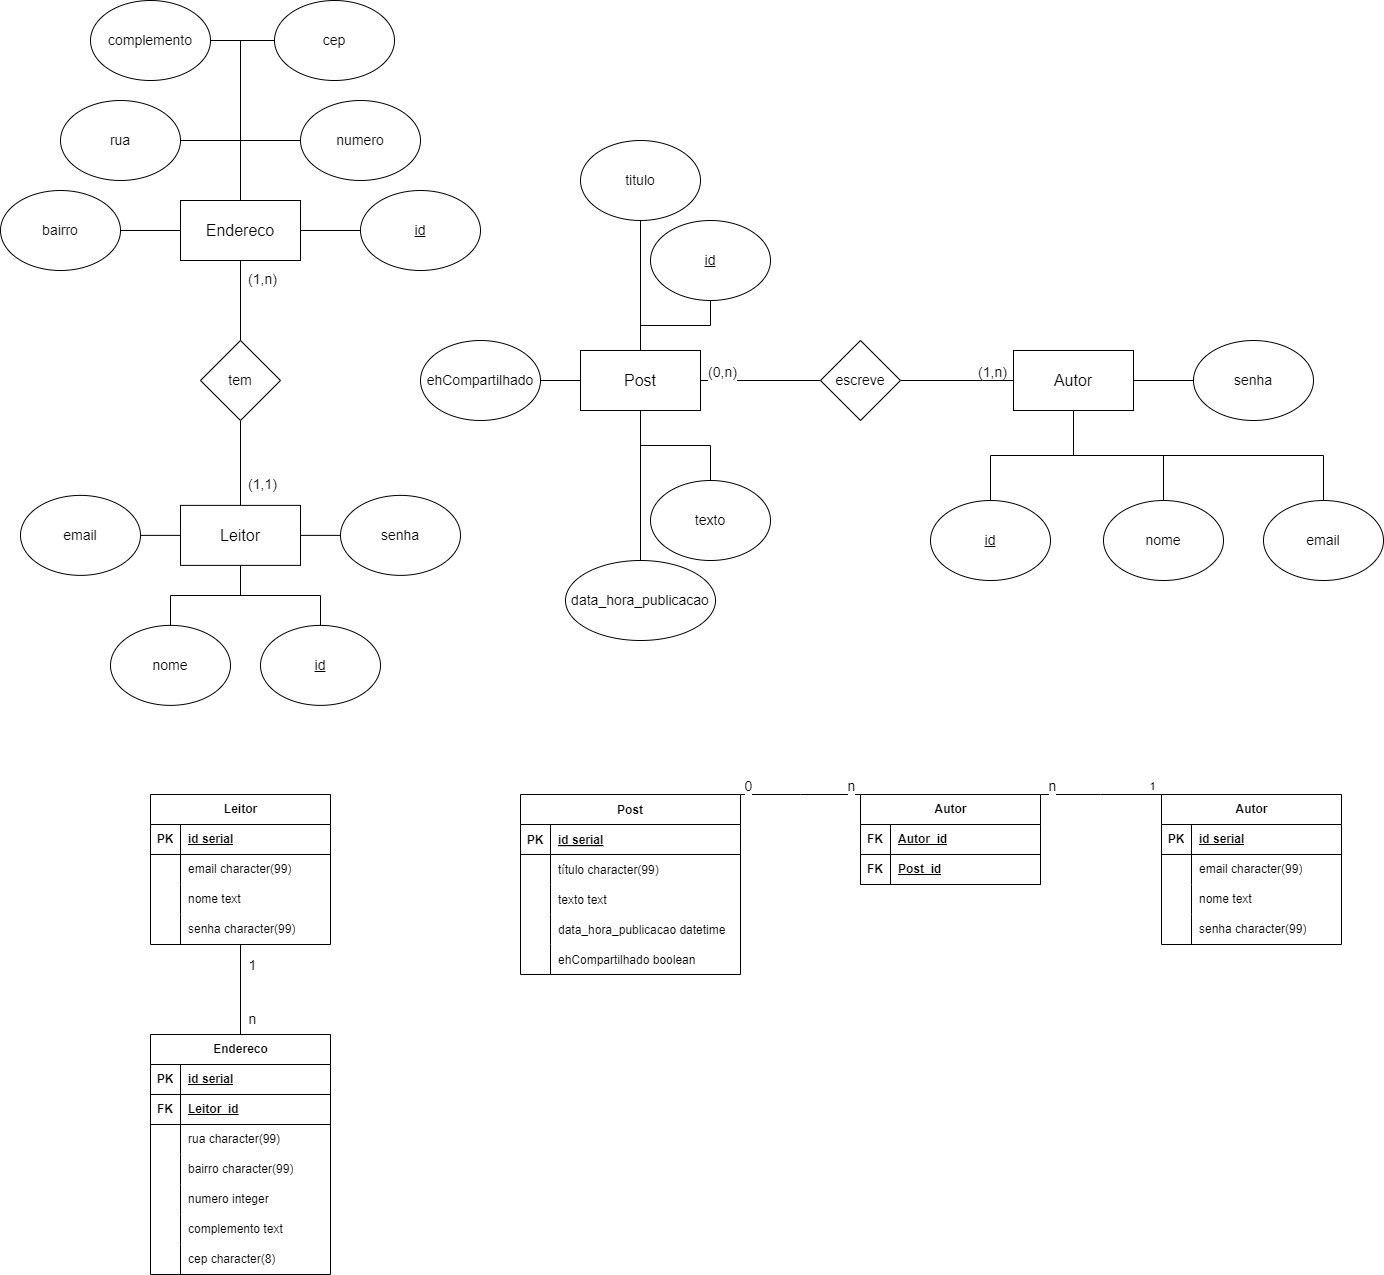 complemento
cep
rua
numero
bairro
Endereco
id
(1,n)
tem
(1,1)
email
Leitor
senha
nome
id
titulo
id
ehCompartilhado
Post
(0,n)
escreve
(1,n)
Autor
senha
texto
data_hora_publicacao
id
nome
email
Leitor
PK id serial
email character(99)
nome text
senha character(99)
1
n
Endereco
PK id serial
FK Leitor_id
rua character(99)
bairro character(99)
numero integer
complemento text
cep character(8)
Post
PK id serial
título character(99)
texto text
data_hora_publicacao datetime
ehCompartilhado boolean
0
n
Autor
FK Autor_id
FK Post_id
n
1
Autor
PK id serial
email character(99)
nome text
senha character(99)